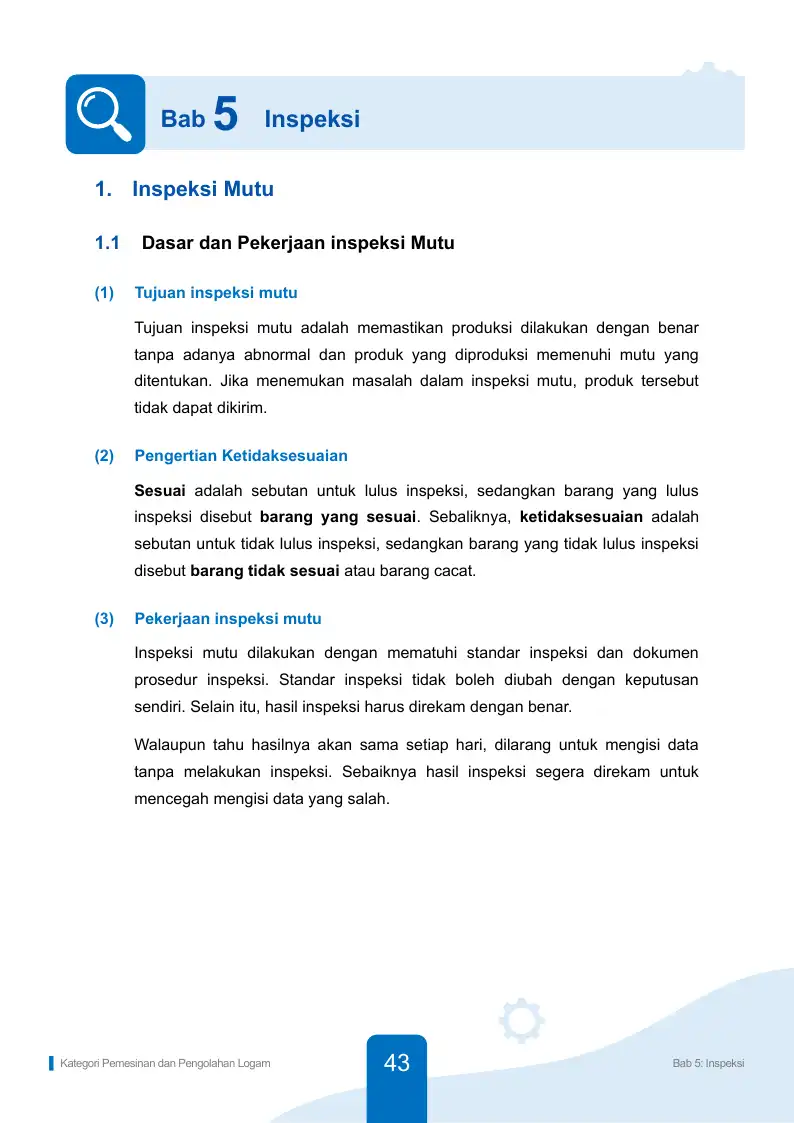 Bab 5 Inspeksi
1. Inspeksi Mutu
1.1 Dasar dan Pekerjaan inspeksi Mutu
(1) Tujuan inspeksi mutu
Tujuan inspeksi mutu adalah memastikan produksi dilakukan dengan benar
tanpa adanya abnormal dan produk yang diproduksi memenuhi mutu yang
ditentukan. Jika menemukan masalah dalam inspeksi mutu, produk tersebut
tidak dapat dikirim.
(2) Pengertian Ketidaksesuaian
Sesuai adalah sebutan untuk lulus inspeksi, sedangkan barang yang lulus
inspeksi disebut barang yang sesuai. Sebaliknya, ketidaksesuaian adalah
sebutan untuk tidak lulus inspeksi, sedangkan barang yang tidak lulus inspeksi
disebut barang tidak sesuai atau barang cacat.
(3) Pekerjaan inspeksi mutu
Inspeksi mutu dilakukan dengan mematuhi standar inspeksi dan dokumen
prosedur inspeksi. Standar inspeksi tidak boleh diubah dengan keputusan
sendiri. Selain itu, hasil inspeksi harus direkam dengan benar.
Walaupun tahu hasilnya akan sama setiap hari, dilarang untuk mengisi data
tanpa melakukan inspeksi. Sebaiknya hasil inspeksi segera direkam untuk
mencegah mengisi data yang salah.
Kategori Pemesinan dan Pengolahan Logam
43
Bab 5: Inspeksi